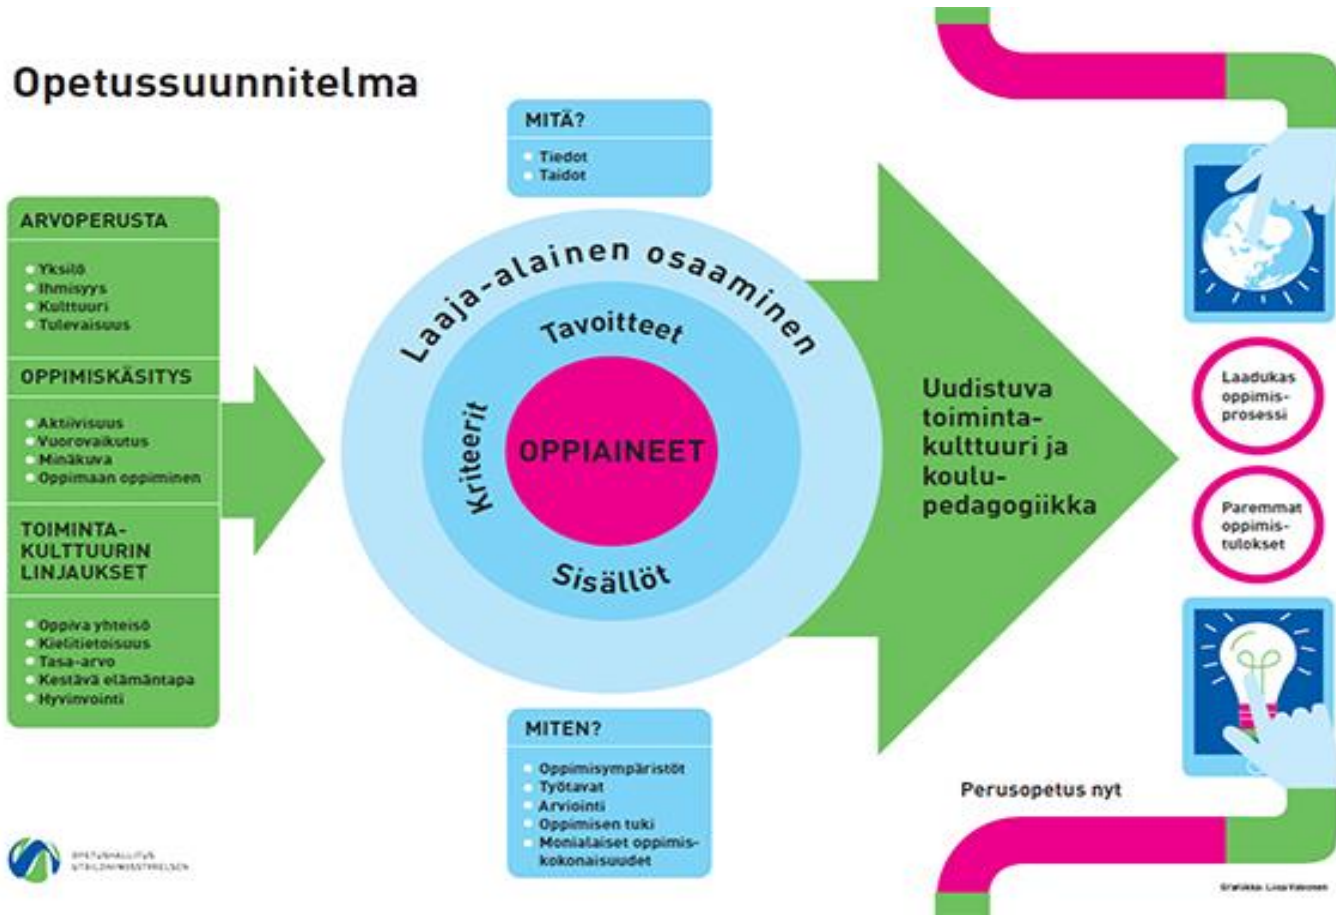 Opetussuunnitelma
ARVOPERUSTA
Yksilö
Ihmisyys
Kulttuuri
Tulevaisuus
OPPIMISKÄSITYS
Aktiivisuus
Vuorovaikutus
Minäkuva
Oppimaan oppiminen
TOIMINTA-
KULTTUURIN
LINJAUKSET
Oppiva yhteisö
Kielitietoisuus
Tasa-arvo
Kestävä elämäntapa
Hyvinvointi
MITÄ?
Tiedot
Taidot
Laaja-alainen osaaminen
Tavoitteet
Kriteerit
OPPIAINEET
Sisällöt
MITEN?
Oppimisympäristöt
Työtavat
Arviointi
Oppimisen tuki
Monialaiset oppimis-
kokonaisuudet
Uudistuva
toiminta-
kulttuuri ja
koulu-
pedagogiikka
Laadukas
oppimis-
prosessi
Paremmat
oppimis-
tulokset
Perusopetus nyt
OPETUSHALLITUS
UTBILDNINGSSTYRELSEN
Grafiikka: Liisa